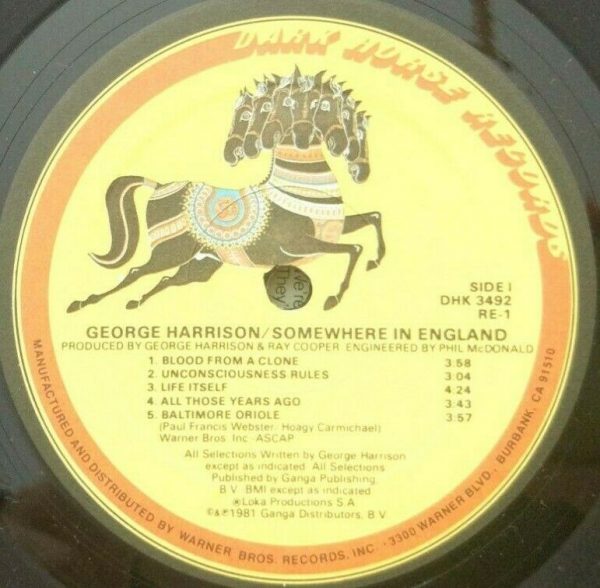 DARK HORSE RECORDS
We're
They
SIDE I
DHK 3492
RE-1
GEORGE HARRISON/SOMEWHERE IN ENGLAND
PRODUCED BY GEORGE HARRISON & RAY COOPER ENGINEERED BY PHIL McDONALD
1. BLOOD FROM A CLONE 3:58
2. UNCONSCIOUSNESS RULES 3:04
3. LIFE ITSELF 4:24
4. ALL THOSE YEARS AGO 3:43
5. BALTIMORE ORIOLE 3:57
(Paul Francis Webster· Hoagy Carmichael)
Warner Bros. Inc.-ASCAP
All Selections Written by George Harrison
except as indicated. All Selections
Published by Ganga Publishing,
B.V. BMI except as indicated.
℗Loka Productions S.A.
©&℗1981 Ganga Distributors, B.V.
MANUFACTURED AND DISTRIBUTED BY WARNER BROS. RECORDS, INC. · 3300 WARNER BLVD., BURBANK, CA 91510